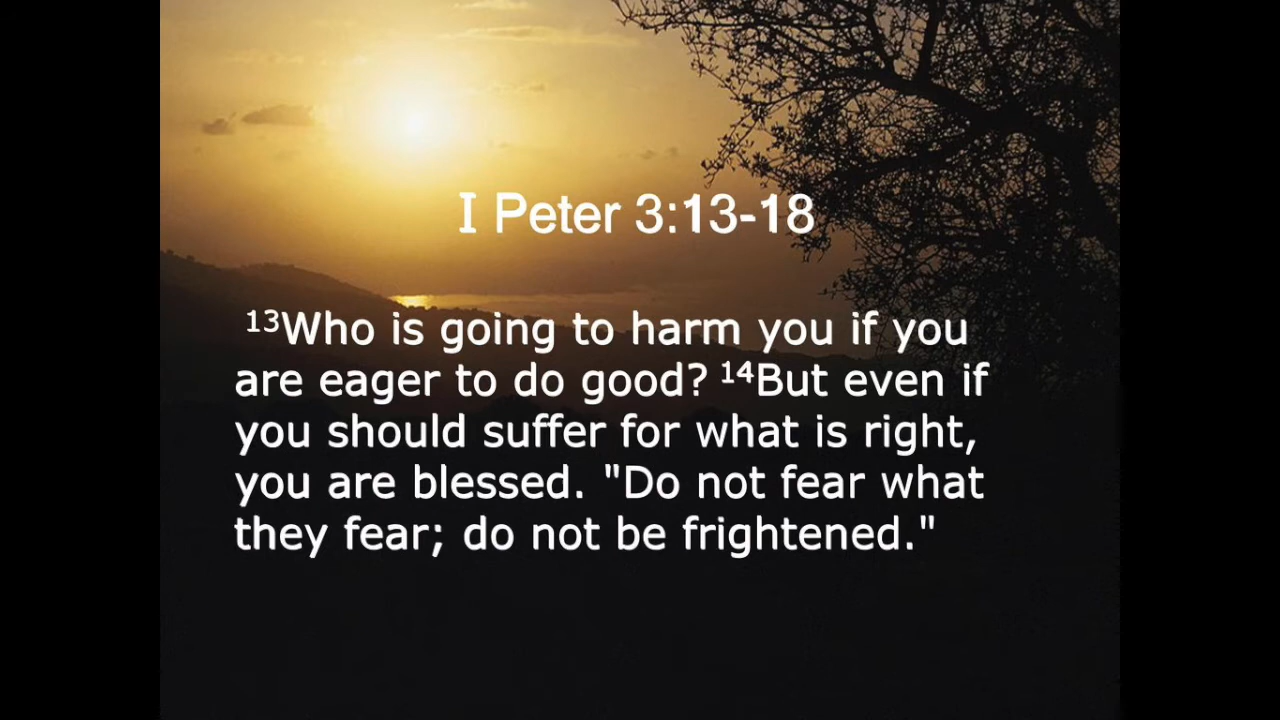 I Peter 3:13-18
¹³Who is going to harm you if you
are eager to do good? ¹⁴But even if
you should suffer for what is right,
you are blessed. "Do not fear what
they fear; do not be frightened."